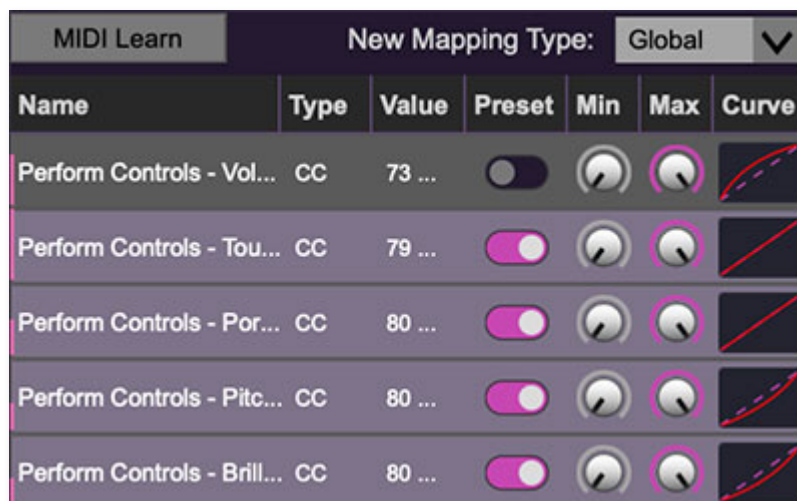 MIDI Learn New Mapping Type: Global
Name Type Value Preset Min Max Curve
Perform Controls - Vol... CC 73 ...
Perform Controls - Tou... CC 79 ...
Perform Controls - Por... CC 80 ...
Perform Controls - Pitc... CC 80 ...
Perform Controls - Brill... CC 80 ...